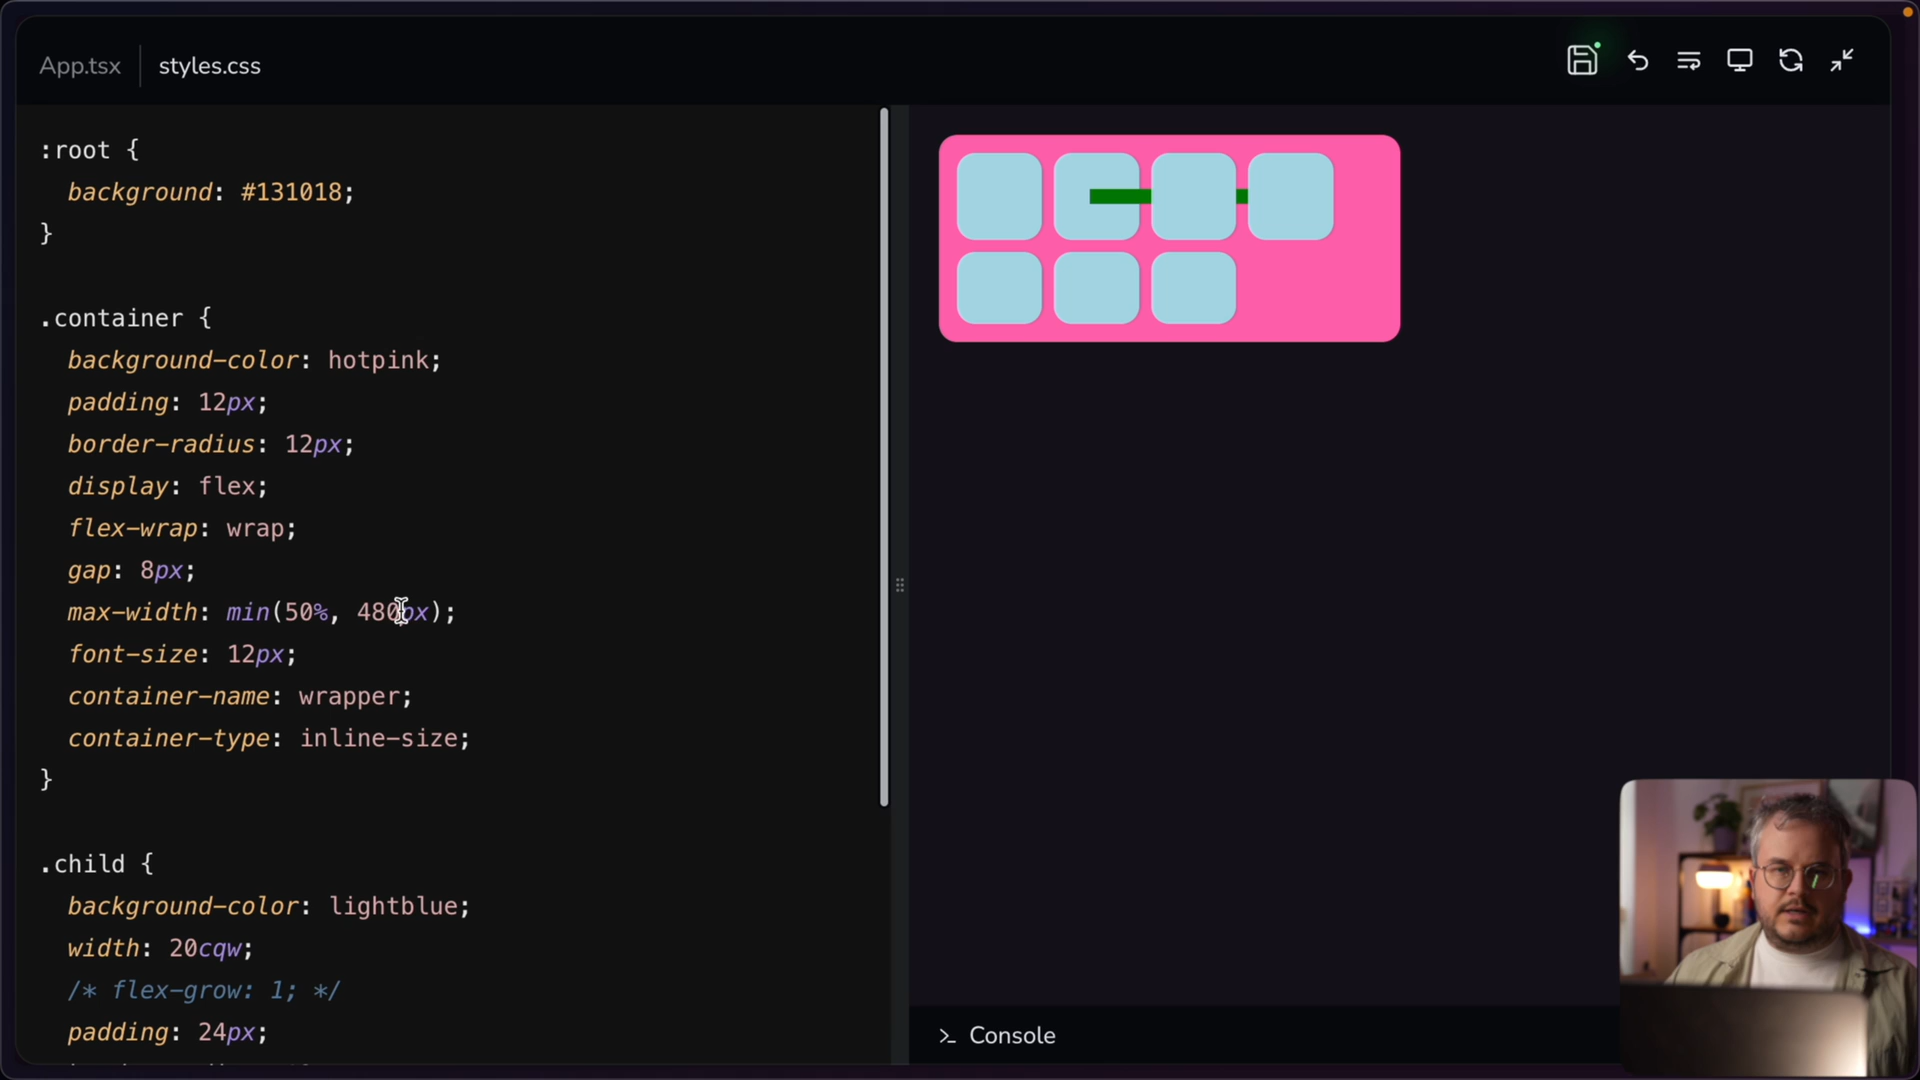 App.tsx
styles.css
:root {
background: #131018;
}
.container {
background-color: hotpink;
padding: 12px;
border-radius: 12px;
display: flex;
flex-wrap: wrap;
gap: 8px;
max-width: min(50%, 480px);
font-size: 12px;
container-name: wrapper;
container-type: inline-size;
}
.child {
background-color: lightblue;
width: 20cqw;
/* flex-grow: 1; */
padding: 24px;
>_ Console